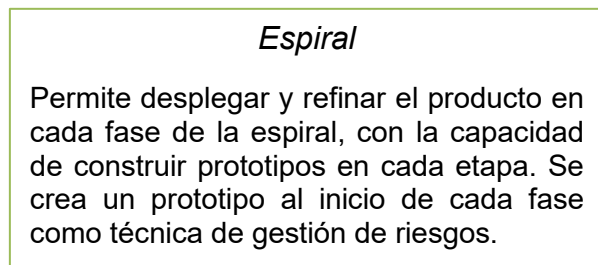 Espiral
Permite desplegar y refinar el producto en
cada fase de la espiral, con la capacidad
de construir prototipos en cada etapa. Se
crea un prototipo al inicio de cada fase
como técnica de gestión de riesgos.